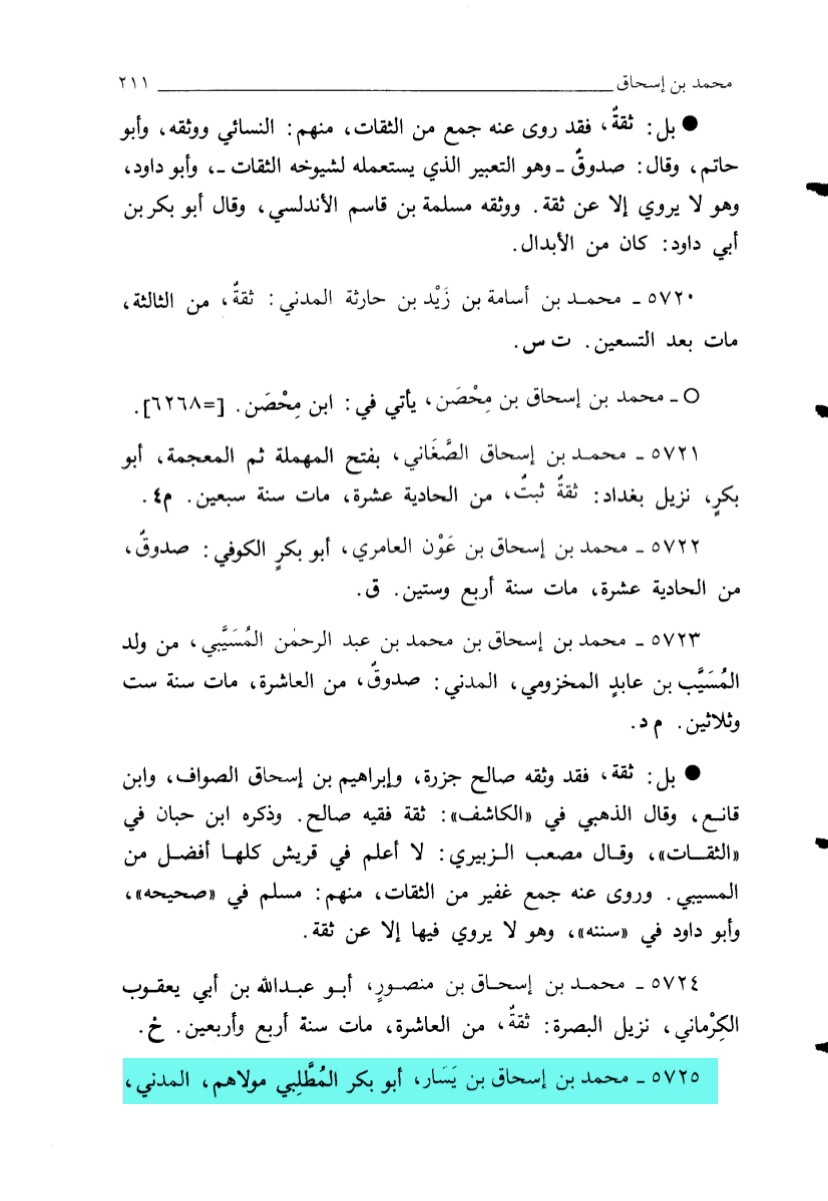 محمد بن إسحاق ٢١١
● بل: ثقةٌ، فقد روى عنه جمع من الثقات، منهم: النسائي ووثقه، وأبو
حاتم، وقال: صدوقٌ ـ وهو التعبير الذي يستعمله لشيوخه الثقات ـ، وأبو داود،
وهو لا يروي إلا عن ثقة. ووثقه مسلمة بن قاسم الأندلسي، وقال أبو بكر بن
أبي داود: كان من الأبدال.
٥٧٢٠ ـ محمد بن أسامة بن زَيْد بن حارثة المدني: ثقةٌ، من الثالثة،
مات بعد التسعين. ت س.
○ ـ محمد بن إسحاق بن مِحْصَن، يأتي في: ابن مِحْصَن. [=٦٢٦٨].
٥٧٢١ ـ محمد بن إسحاق الصَّغَاني، بفتح المهملة ثم المعجمة، أبو
بكرٍ، نزيل بغداد: ثقةٌ ثبتٌ، من الحادية عشرة، مات سنة سبعين. م٤.
٥٧٢٢ ـ محمد بن إسحاق بن عَوْن العامري، أبو بكرٍ الكوفي: صدوقٌ،
من الحادية عشرة، مات سنة أربع وستين. ق.
٥٧٢٣ ـ محمد بن إسحاق بن محمد بن عبد الرحمٰن المُسَيَّبي، من ولد
المُسَيَّب بن عابدٍ المخزومي، المدني: صدوقٌ، من العاشرة، مات سنة ست
وثلاثين. م د.
● بل: ثقة، فقد وثقه صالح جزرة، وإبراهيم بن إسحاق الصواف، وابن
قانع، وقال الذهبي في «الكاشف»: ثقة فقيه صالح. وذكره ابن حبان في
«الثقات»، وقال مصعب الزبيري: لا أعلم في قريش كلها أفضل من
المسيبي. وروى عنه جمع غفير من الثقات، منهم: مسلم في «صحيحه»،
وأبو داود في «سننه»، وهو لا يروي فيها إلا عن ثقة.
٥٧٢٤ ـ محمد بن إسحاق بن منصورٍ، أبو عبدالله بن أبي يعقوب
الكِرْماني، نزيل البصرة: ثقةٌ، من العاشرة، مات سنة أربع وأربعين. خ.
٥٧٢٥ ـ محمد بن إسحاق بن يَسَار، أبو بكر المُطَّلِبي مولاهم، المدني،